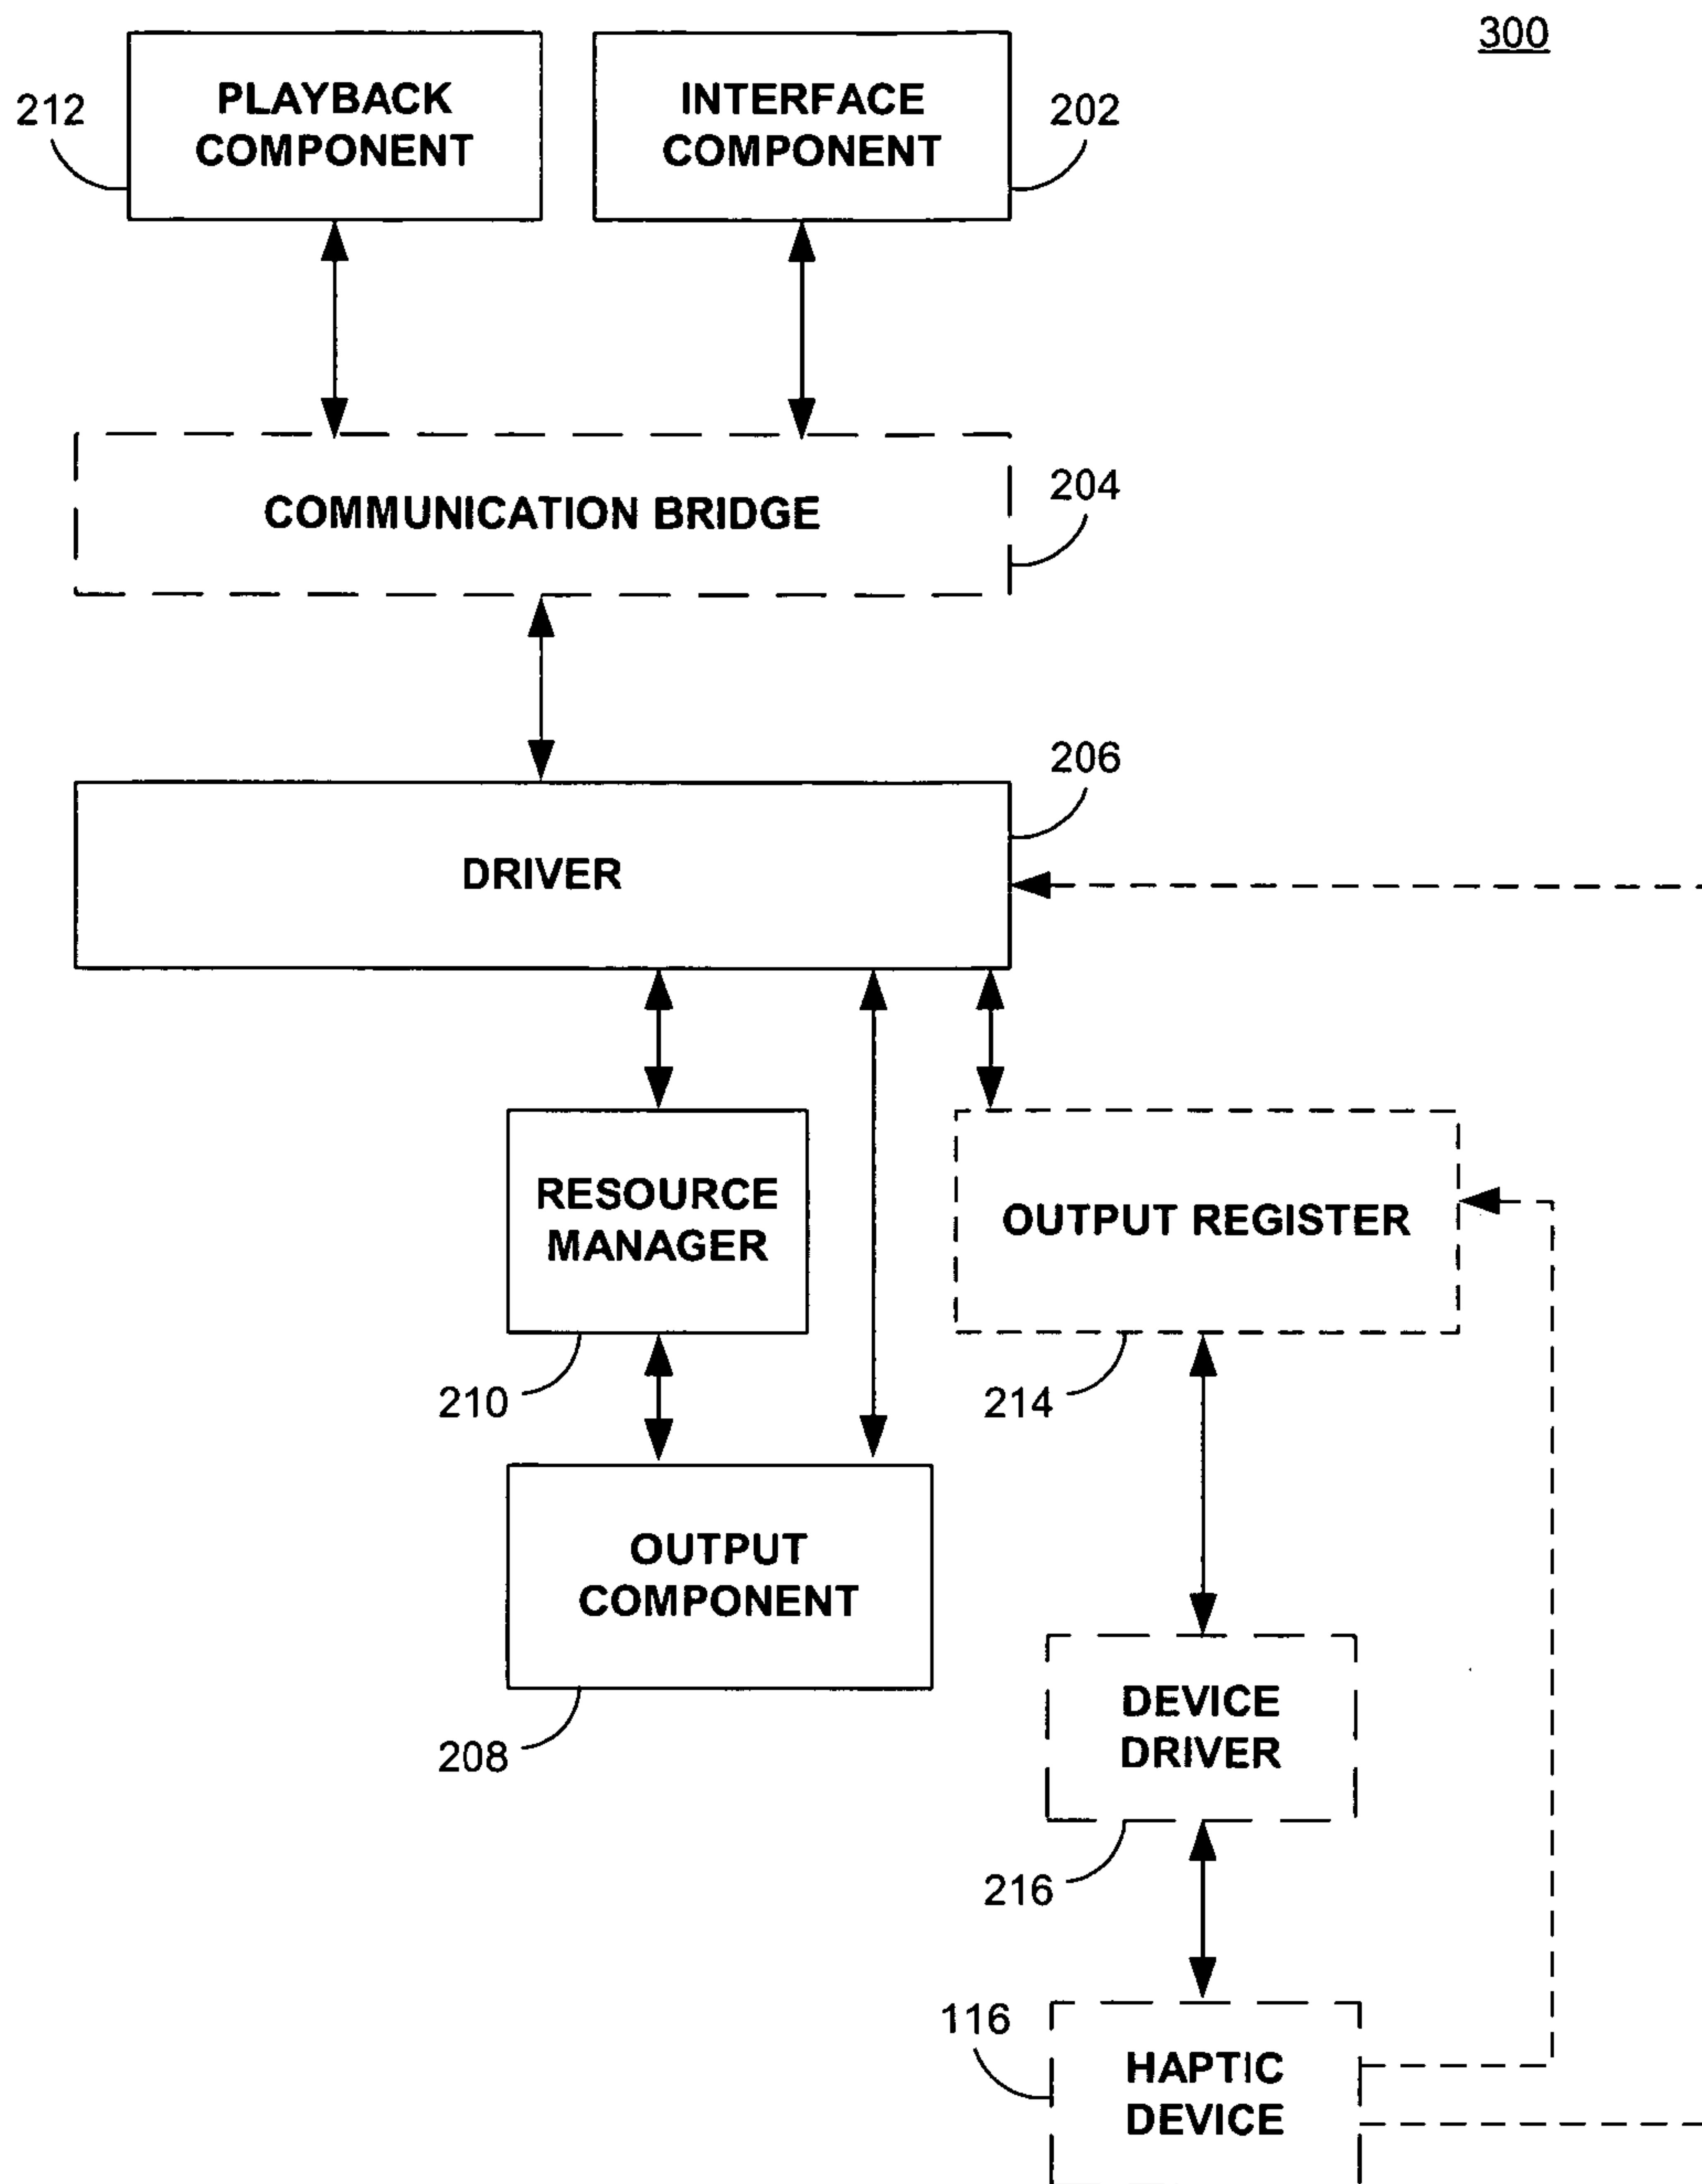 300
PLAYBACK
COMPONENT
212
INTERFACE
COMPONENT
202
COMMUNICATION BRIDGE
204
206
DRIVER
RESOURCE
MANAGER
210
OUTPUT REGISTER
214
OUTPUT
COMPONENT
208
DEVICE
DRIVER
216
116
HAPTIC
DEVICE